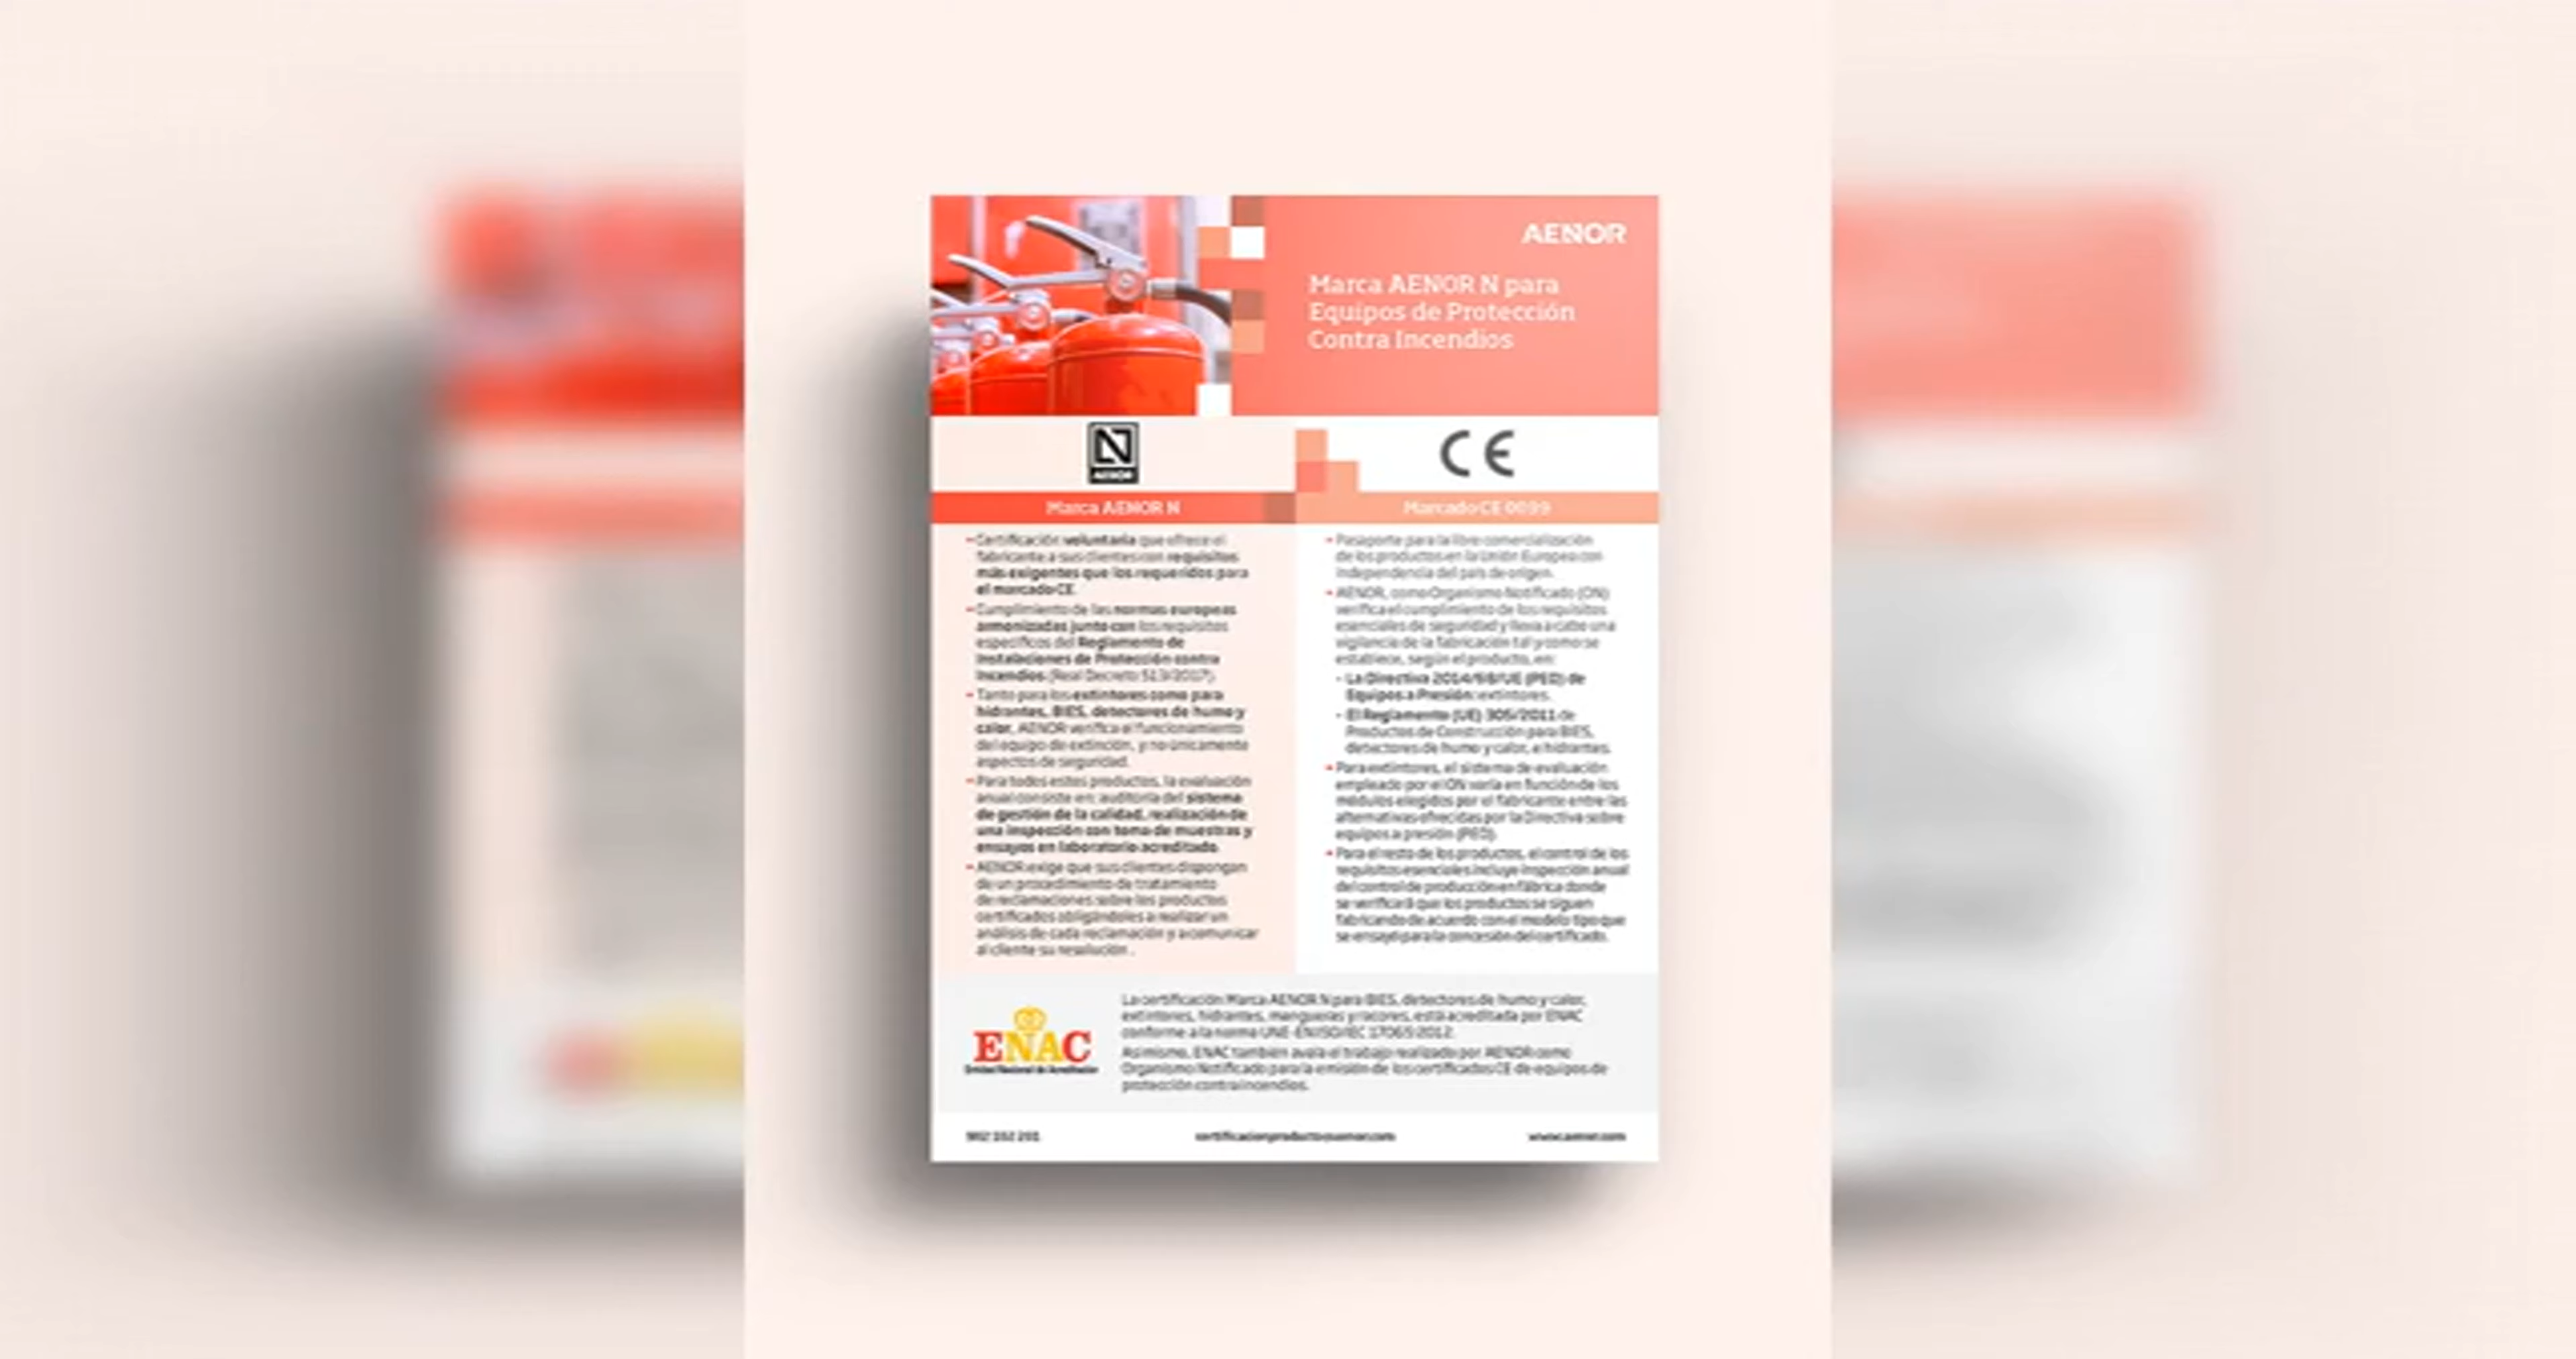 AENOR
Marca AENOR N para
Equipos de Protección
Contra Incendios
N
AENOR
CE
Marca AENOR N
Marcado CE 0099
- Certificación voluntaria que ofrece el
fabricante a sus clientes con requisitos
más exigentes que los requeridos para
el marcado CE.
- Cumplimiento de las normas europeas
armonizadas junto con los requisitos
específicos del Reglamento de
Instalaciones de Protección contra
Incendios (Real Decreto 513/2017).
- Tanto para los extintores como para
hidrantes, BIES, detectores de humo y
calor, AENOR verifica el funcionamiento
del equipo de extinción, y no únicamente
aspectos de seguridad.
- Para todos estos productos, la evaluación
anual consiste en: auditoría del sistema
de gestión de la calidad, realización de
una inspección con toma de muestras y
ensayos en laboratorio acreditado.
- AENOR exige que sus clientes dispongan
de un procedimiento de tratamiento
de reclamaciones sobre los productos
certificados obligándoles a realizar un
análisis de cada reclamación y a comunicar
al cliente su resolución .
- Pasaporte para la libre comercialización
de los productos en la Unión Europea con
independencia del país de origen.
- AENOR, como Organismo Notificado (ON)
verifica el cumplimiento de los requisitos
esenciales de seguridad y lleva a cabo una
vigilancia de la fabricación tal y como se
establece, según el producto, en:
- La Directiva 2014/68/UE (PED) de
Equipos a Presión: extintores.
- El Reglamento (UE) 305/2011 de
Productos de Construcción para BIES,
detectores de humo y calor, e hidrantes.
- Para extintores, el sistema de evaluación
empleado por el ON varía en función de los
módulos elegidos por el fabricante entre las
alternativas ofrecidas por la Directiva sobre
equipos a presión (PED).
- Para el resto de los productos, el control de los
requisitos esenciales incluye inspección anual
del control de producción en fábrica donde
se verificará que los productos se siguen
fabricando de acuerdo con el modelo tipo que
se ensayó para la concesión del certificado.
ENAC
Entidad Nacional de Acreditación
La certificación Marca AENOR N para BIES, detectores de humo y calor,
extintores, hidrantes, mangueras y racores, está acreditada por ENAC
conforme a la norma UNE-EN ISO/IEC 17065:2012.
Asimismo, ENAC también avala el trabajo realizado por AENOR como
Organismo Notificado para la emisión de los certificados CE de equipos de
protección contra incendios.
902 102 201
certificacionproducto@aenor.com
www.aenor.com